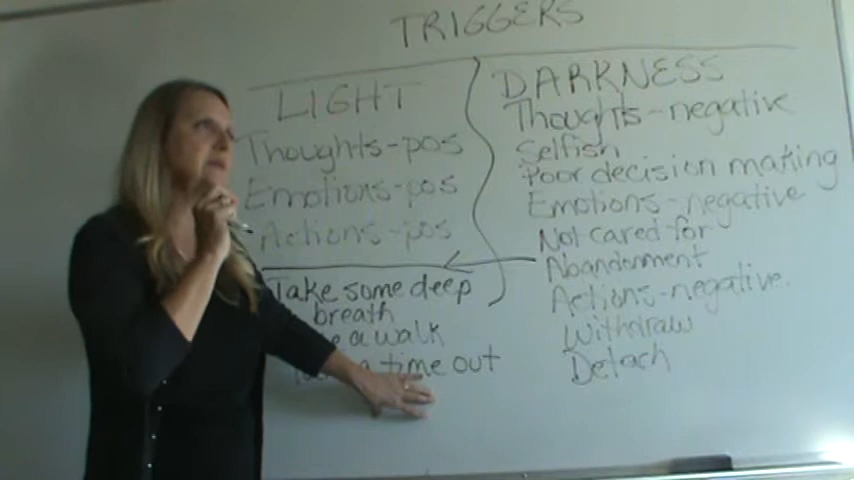 TRIGGERS
LIGHT
Thoughts-pos
Emotions-pos
Actions-pos
Take some deep
breath
a walk
time out
DARKNESS
Thoughts-negative
Selfish
Poor decision making
Emotions-negative
Not cared for
Abandonment
Actions-negative.
Withdraw
Detach